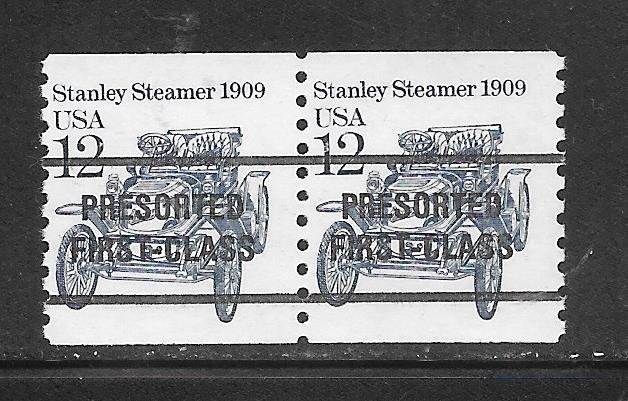 Stanley Steamer 1909
USA
12
PRESORTED
FIRST-CLASS
Stanley Steamer 1909
USA
12
PRESORTED
FIRST-CLASS